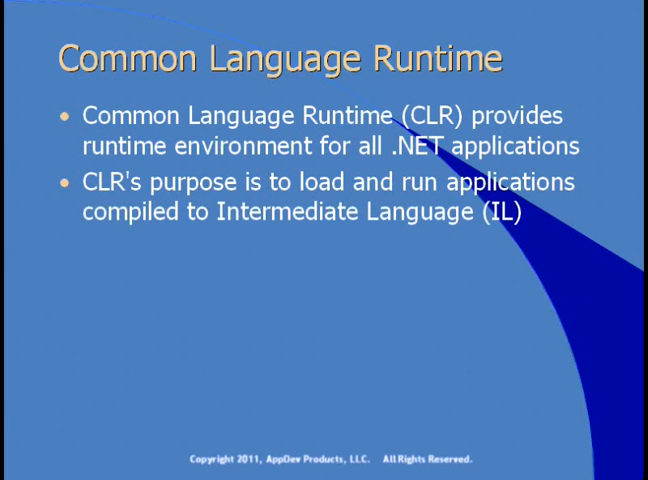 Common Language Runtime
• Common Language Runtime (CLR) provides
runtime environment for all .NET applications
• CLR's purpose is to load and run applications
compiled to Intermediate Language (IL)
Copyright 2011, AppDev Products, LLC. All Rights Reserved.